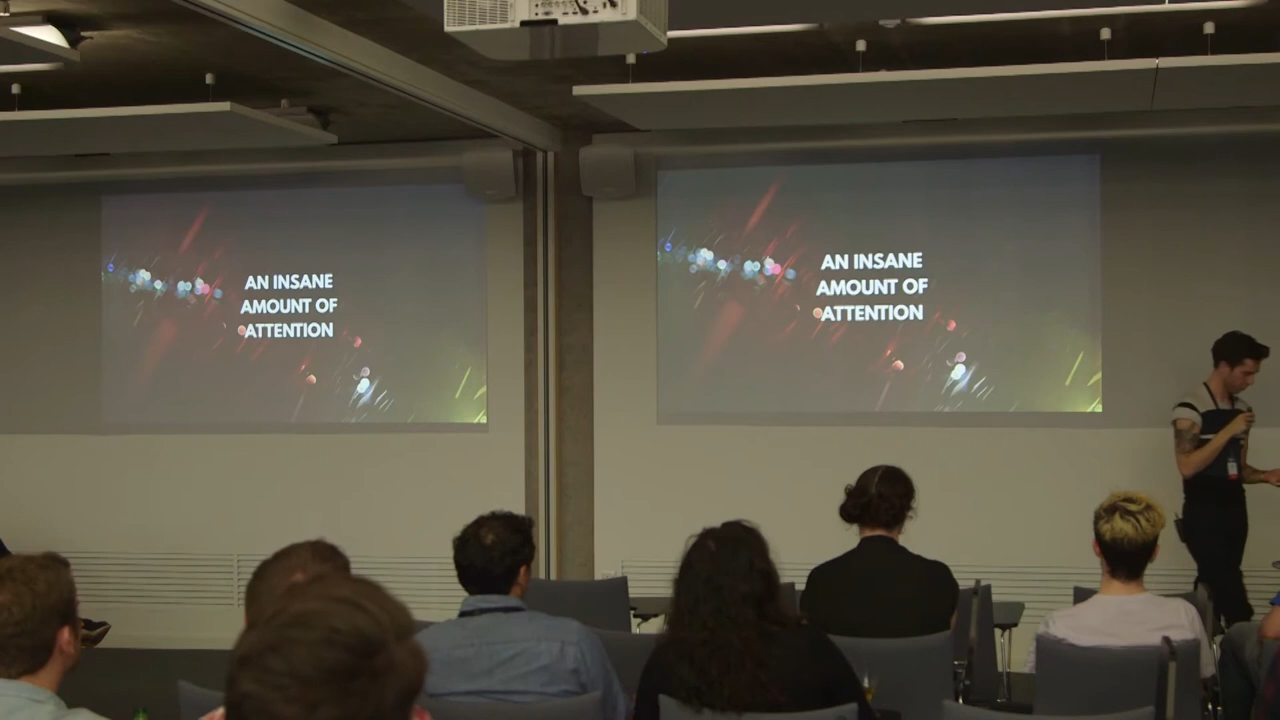 AN INSANE
AMOUNT OF
ATTENTION
AN INSANE
AMOUNT OF
ATTENTION